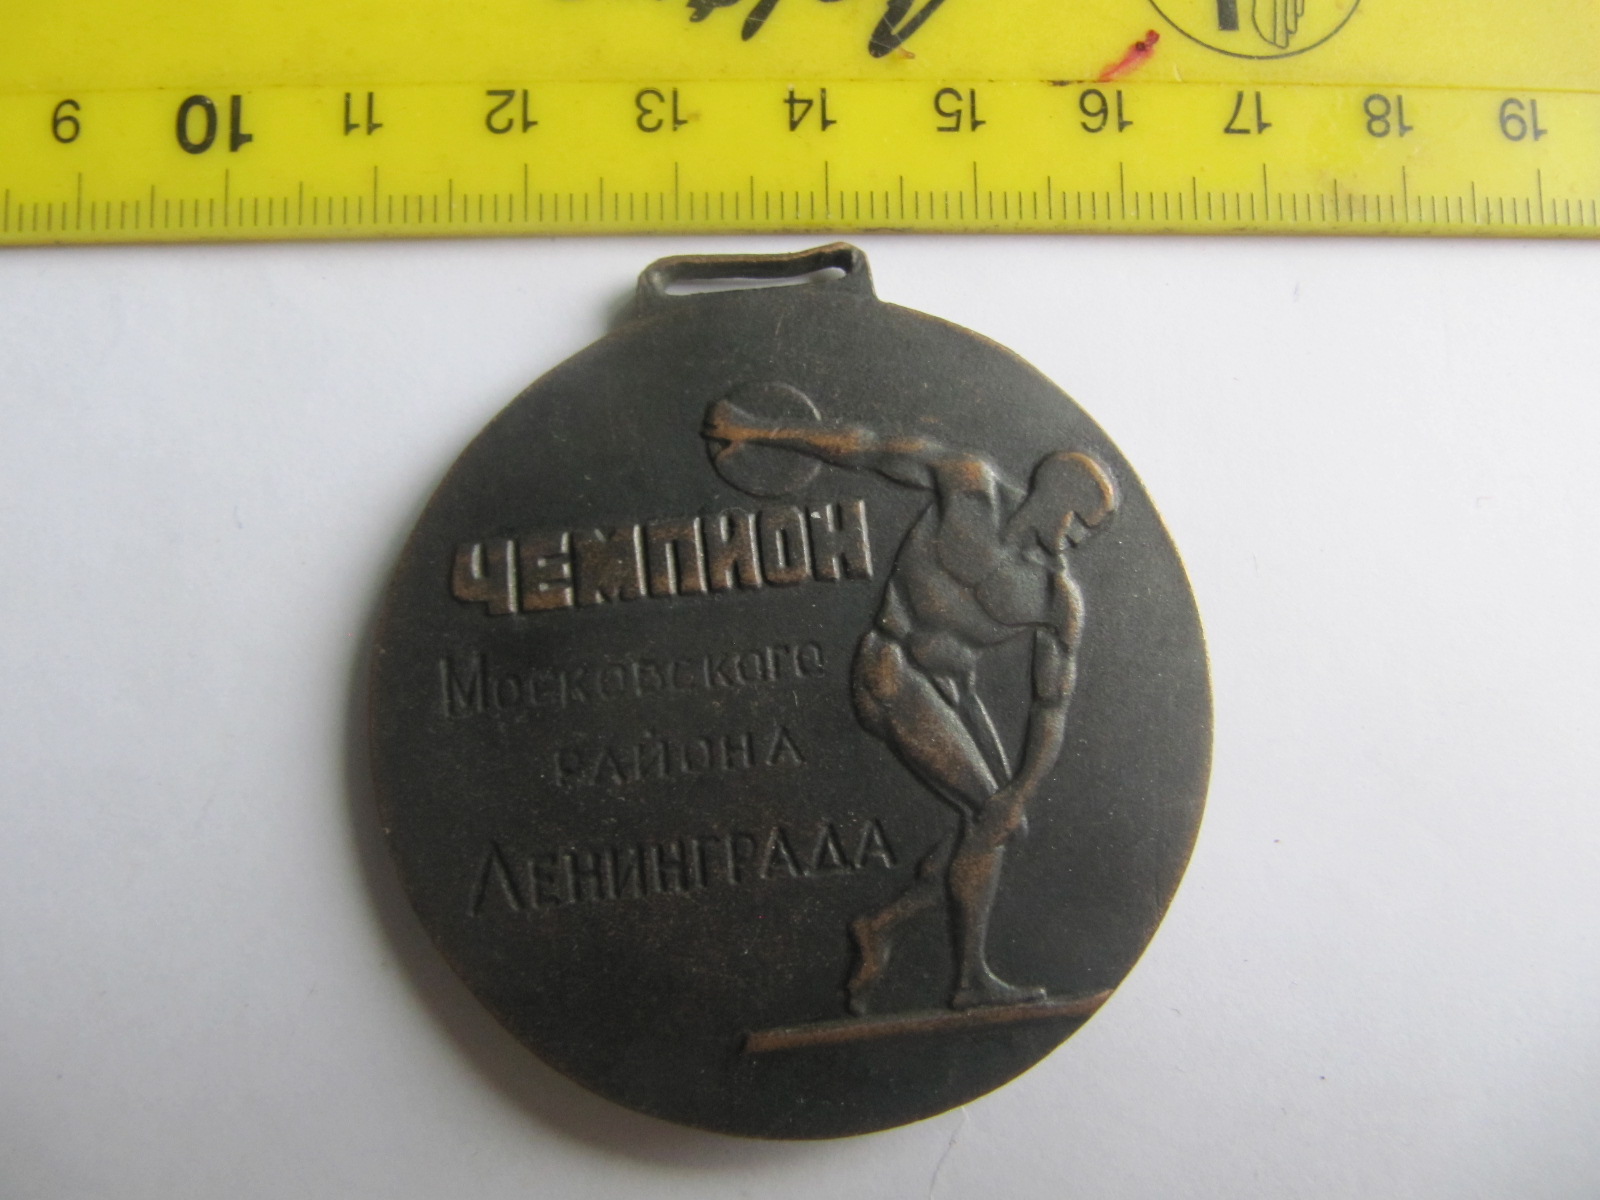 9 10 11 12 13 14 15 16 17 18 19
ЧЕМПИОН
МОСКОВСКОГО
РАЙОНА
ЛЕНИНГРАДА